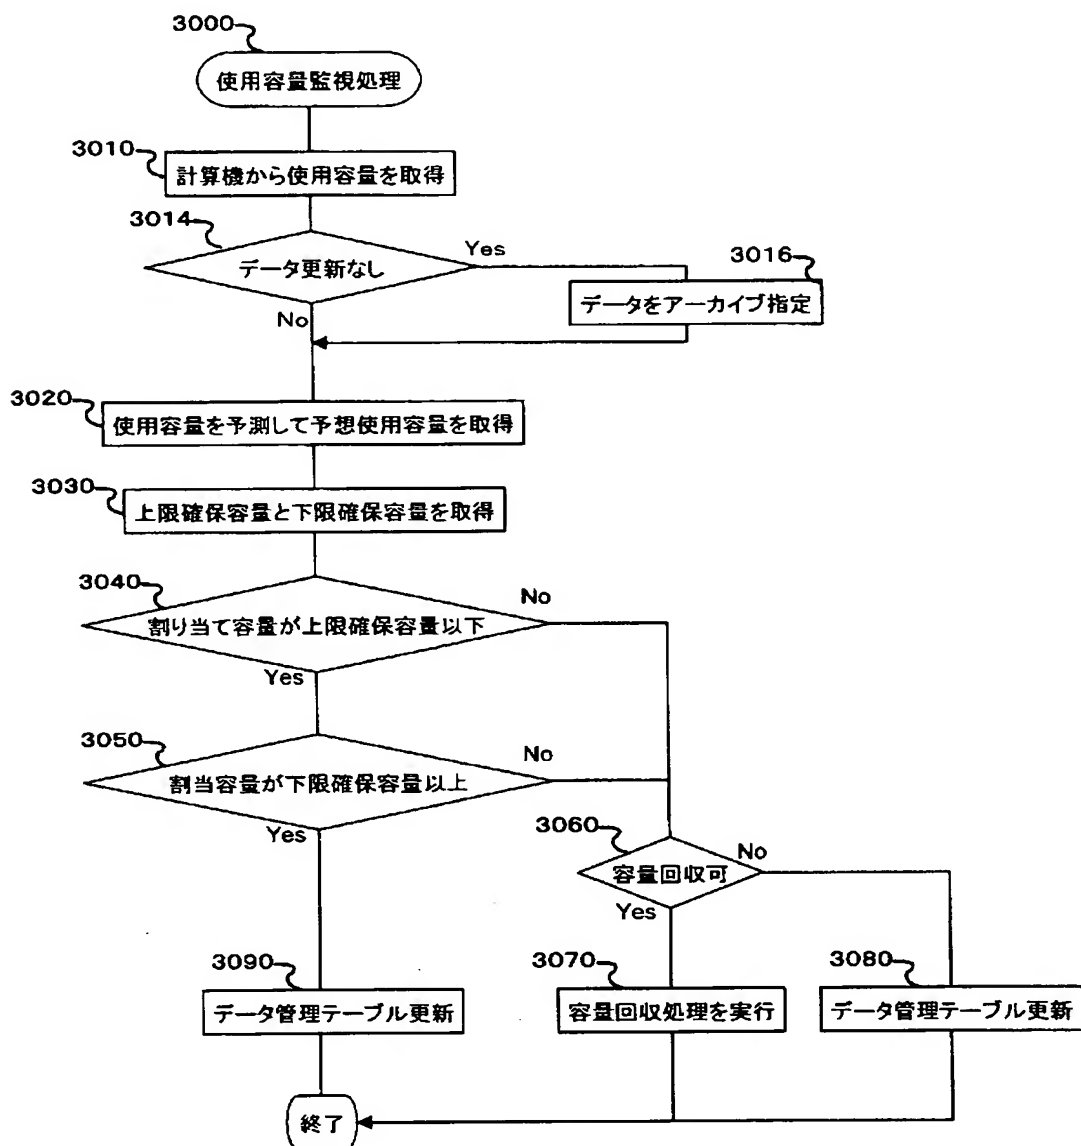 3000
使用容量監視処理
3010
計算機から使用容量を取得
3014
データ更新なし
Yes
No
3016
データをアーカイブ指定
3020
使用容量を予測して予想使用容量を取得
3030
上限確保容量と下限確保容量を取得
3040
割り当て容量が上限確保容量以下
No
Yes
3050
割当容量が下限確保容量以上
No
Yes
3060
容量回収可
No
Yes
3090
データ管理テーブル更新
3070
容量回収処理を実行
3080
データ管理テーブル更新
終了